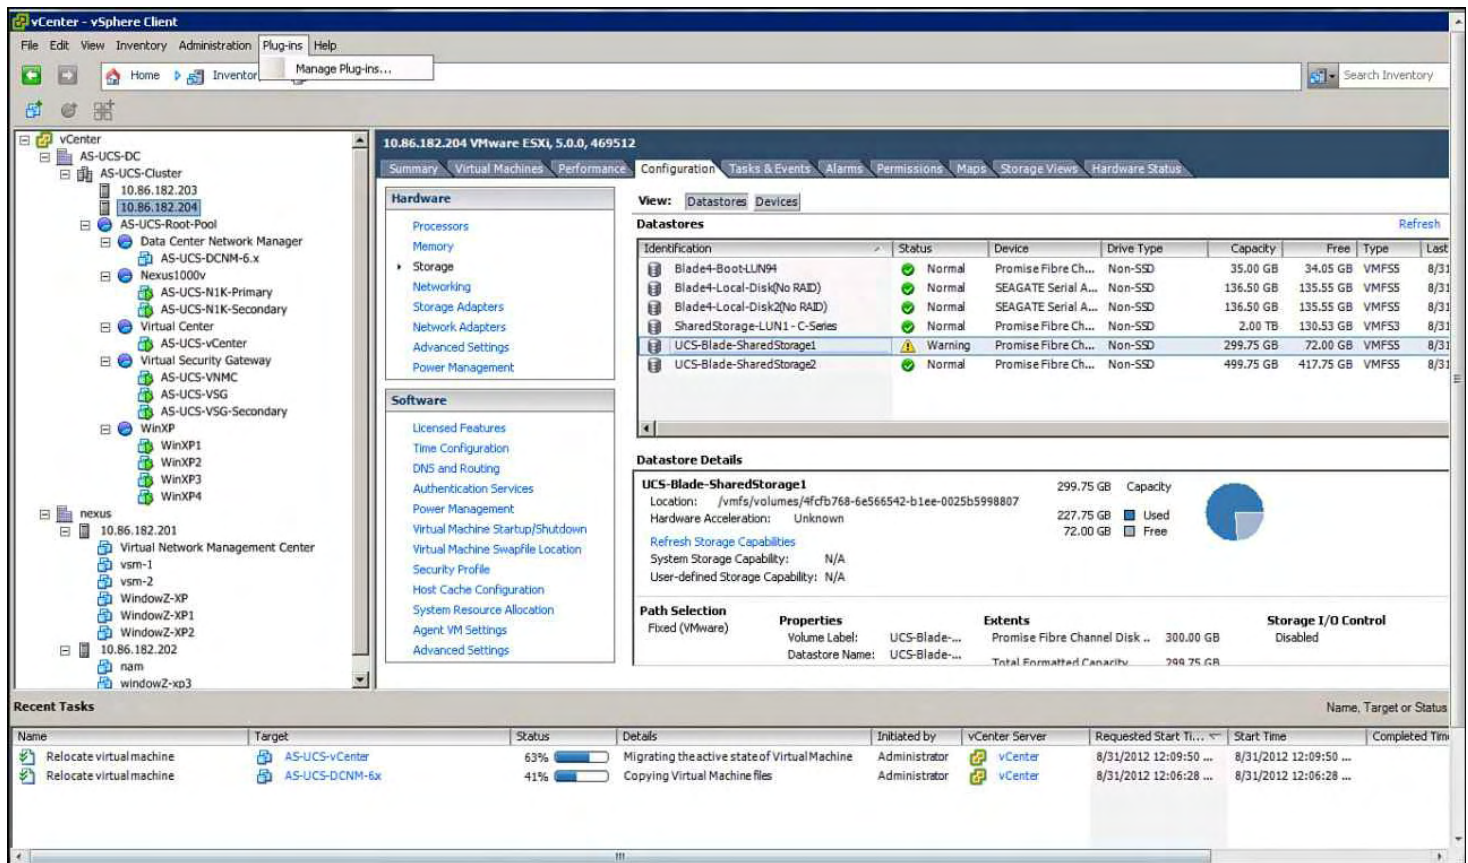 vCenter - vSphere Client
File Edit View Inventory Administration Plug-ins Help
Manage Plug-ins...
Home Inventor
Search Inventory
vCenter
AS-UCS-DC
AS-UCS-Cluster
10.86.182.203
10.86.182.204
AS-UCS-Root-Pool
Data Center Network Manager
AS-UCS-DCNM-6.x
Nexus1000v
AS-UCS-N1K-Primary
AS-UCS-N1K-Secondary
Virtual Center
AS-UCS-vCenter
Virtual Security Gateway
AS-UCS-VNMC
AS-UCS-VSG
AS-UCS-VSG-Secondary
WinXP
WinXP1
WinXP2
WinXP3
WinXP4
nexus
10.86.182.201
Virtual Network Management Center
vsm-1
vsm-2
WindowZ-XP
WindowZ-XP1
WindowZ-XP2
10.86.182.202
nam
windowZ-xp3
10.86.182.204 VMware ESXi, 5.0.0, 469512
Summary Virtual Machines Performance Configuration Tasks & Events Alarms Permissions Maps Storage Views Hardware Status
Hardware
Processors
Memory
Storage
Networking
Storage Adapters
Network Adapters
Advanced Settings
Power Management
Software
Licensed Features
Time Configuration
DNS and Routing
Authentication Services
Power Management
Virtual Machine Startup/Shutdown
Virtual Machine Swapfile Location
Security Profile
Host Cache Configuration
System Resource Allocation
Agent VM Settings
Advanced Settings
View: Datastores Devices
Datastores Refresh
Identification Status Device Drive Type Capacity Free Type Last
Blade4-Boot-LUN94 Normal Promise Fibre Ch... Non-SSD 35.00 GB 34.05 GB VMFS5 8/31
Blade4-Local-Disk(No RAID) Normal SEAGATE Serial A... Non-SSD 136.50 GB 135.55 GB VMFS5 8/31
Blade4-Local-Disk2(No RAID) Normal SEAGATE Serial A... Non-SSD 136.50 GB 135.55 GB VMFS5 8/31
SharedStorage-LUN1 - C-Series Normal Promise Fibre Ch... Non-SSD 2.00 TB 130.53 GB VMFS3 8/31
UCS-Blade-SharedStorage1 Warning Promise Fibre Ch... Non-SSD 299.75 GB 72.00 GB VMFS5 8/31
UCS-Blade-SharedStorage2 Normal Promise Fibre Ch... Non-SSD 499.75 GB 417.75 GB VMFS5 8/31
Datastore Details
UCS-Blade-SharedStorage1 299.75 GB Capacity
Location: /vmfs/volumes/4fcfb768-6e566542-b1ee-0025b5998807
Hardware Acceleration: Unknown 227.75 GB Used
72.00 GB Free
Refresh Storage Capabilities
System Storage Capability: N/A
User-defined Storage Capability: N/A
Path Selection Properties Extents Storage I/O Control
Fixed (VMware) Volume Label: UCS-Blade-... Promise Fibre Channel Disk .. 300.00 GB Disabled
Datastore Name: UCS-Blade-... Total Formatted Capacity 299.75 GB
Recent Tasks Name, Target or Status
Name Target Status Details Initiated by vCenter Server Requested Start Ti... Start Time Completed Time
Relocate virtual machine AS-UCS-vCenter 63% Migrating the active state of Virtual Machine Administrator vCenter 8/31/2012 12:09:50 ... 8/31/2012 12:09:50 ...
Relocate virtual machine AS-UCS-DCNM-6x 41% Copying Virtual Machine files Administrator vCenter 8/31/2012 12:06:28 ... 8/31/2012 12:06:28 ...